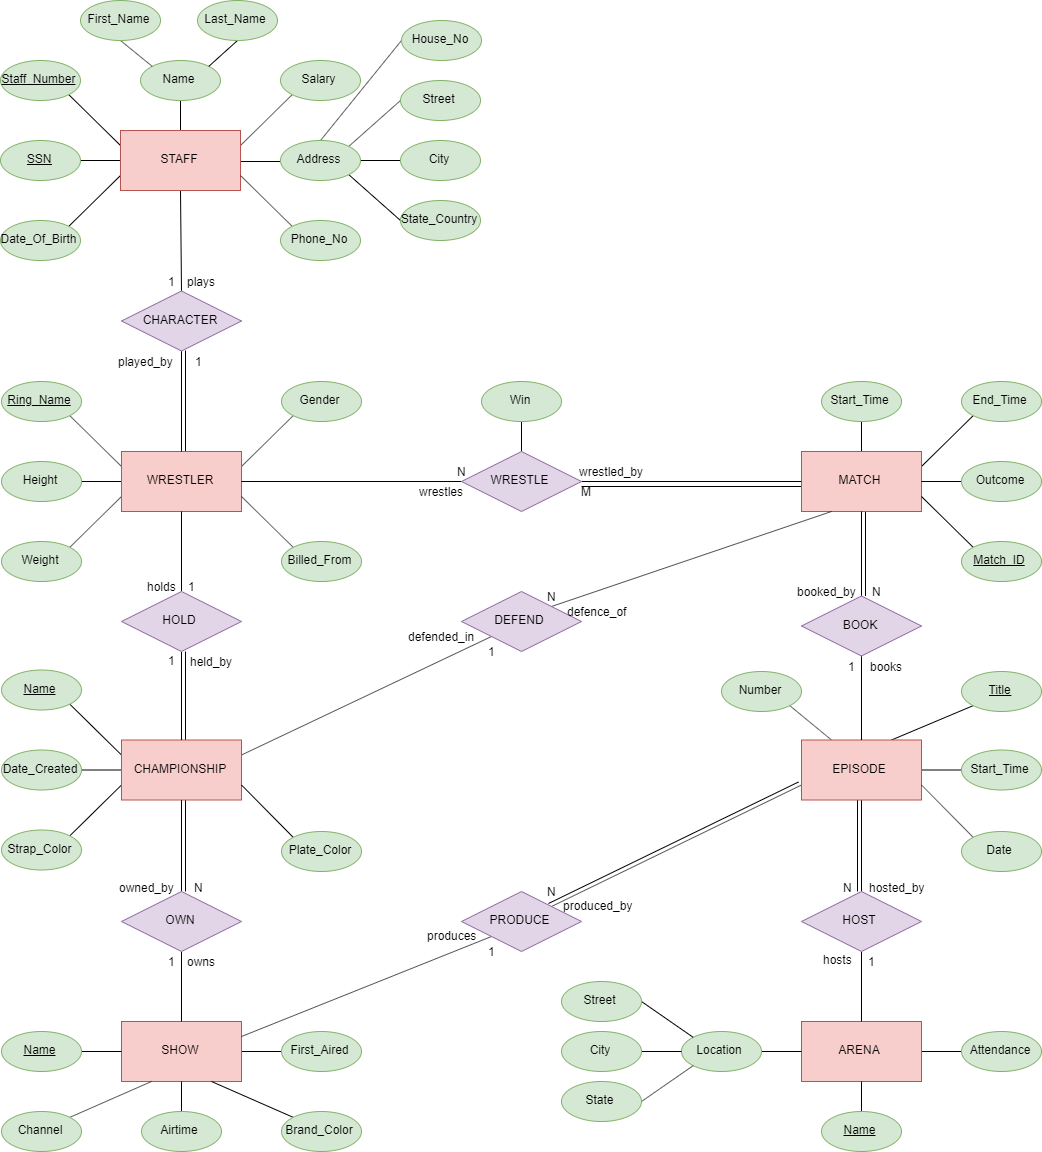 First_Name
Last_Name
House_No
Staff_Number
Name
Salary
Street
SSN
STAFF
Address
City
State_Country
Date_Of_Birth
Phone_No
1 plays
CHARACTER
played_by 1
Ring_Name
Gender
Win
Start_Time
End_Time
Height
WRESTLER
N
wrestles
WRESTLE
wrestled_by
M
MATCH
Outcome
Weight
Billed_From
Match_ID
holds 1
HOLD
1 held_by
N
defence_of
DEFEND
defended_in
1
booked_by N
BOOK
1 books
Name
Number
Title
Date_Created
CHAMPIONSHIP
EPISODE
Start_Time
Strap_Color
Plate_Color
Date
owned_by N
OWN
1 owns
N
produced_by
PRODUCE
produces
1
N hosted_by
HOST
hosts 1
Name
SHOW
First_Aired
Street
City
State
Location
ARENA
Attendance
Channel
Airtime
Brand_Color
Name